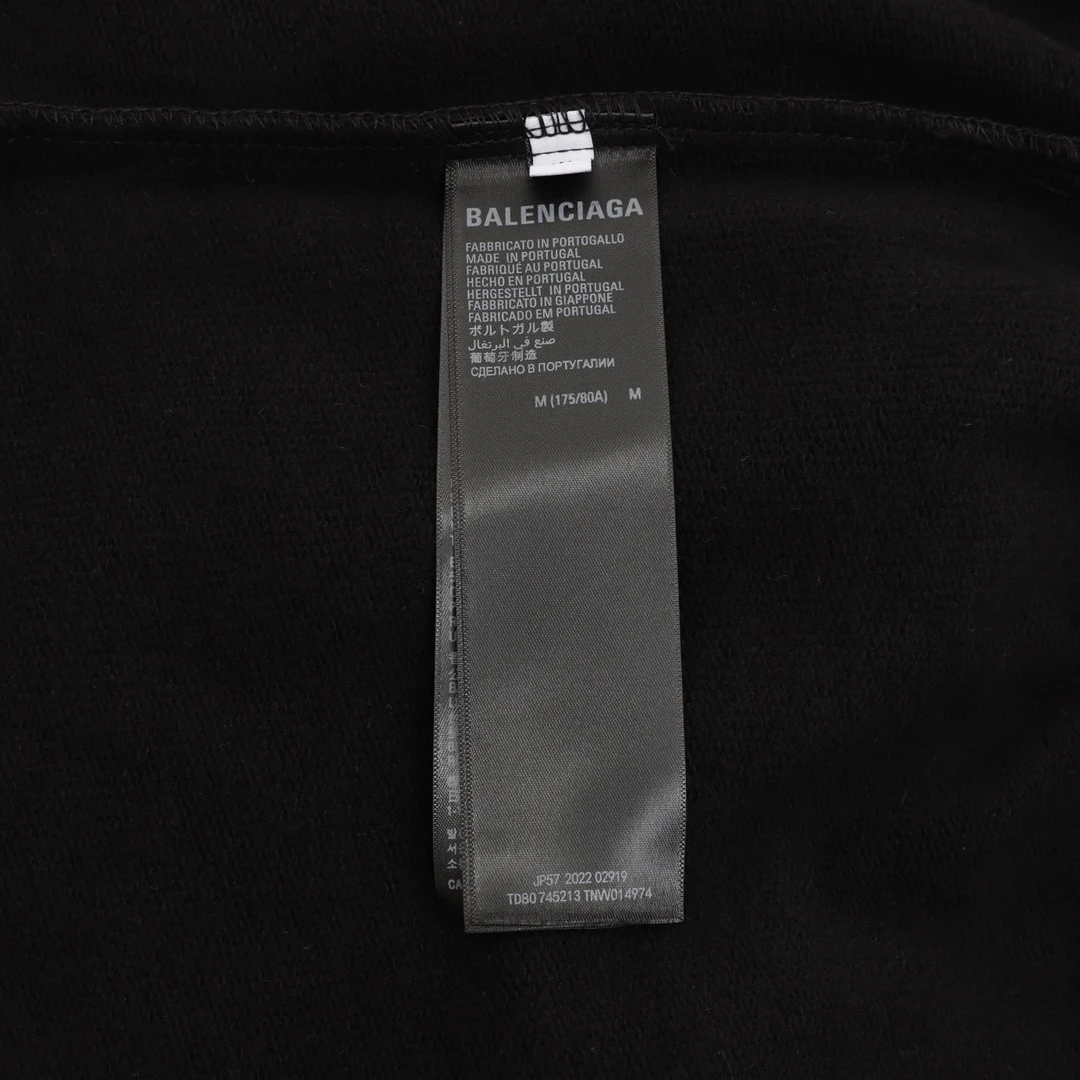 BALENCIAGA
FABBRICATO IN PORTOGALLO
MADE IN PORTUGAL
FABRIQUÉ AU PORTUGAL
HECHO EN PORTUGAL
HERGESTELLT IN PORTUGAL
FABBRICATO IN GIAPPONE
FABRICADO EM PORTUGAL
ポルトガル製
صنع في البرتغال
葡萄牙制造
СДЕЛАНО В ПОРТУГАЛИИ
M (175/80A) M
JP57 2022 02919
TD80 745213 TNW014974